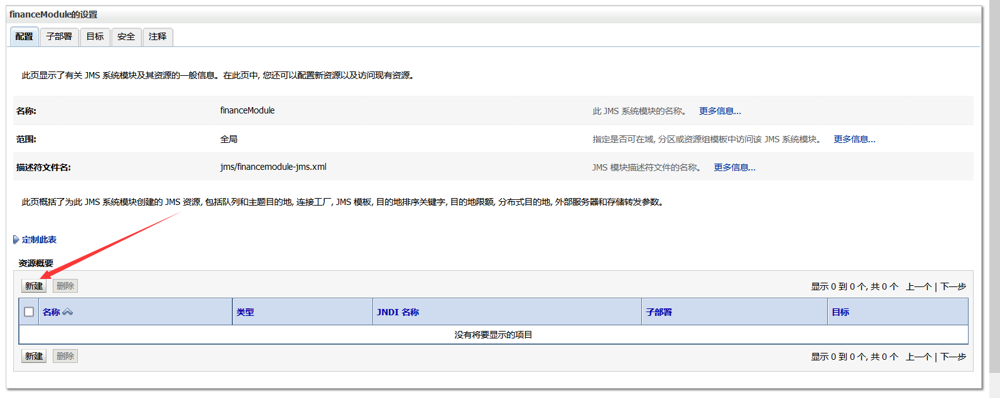 financeModule的设置
配置 子部署 目标 安全 注释
此页显示了有关 JMS 系统模块及其资源的一般信息。在此页中, 您还可以配置新资源以及访问现有资源。
名称: financeModule 此 JMS 系统模块的名称。 更多信息...
范围: 全局 指定是否可在域, 分区或资源组模板中访问该 JMS 系统模块。 更多信息...
描述符文件名: jms/financemodule-jms.xml JMS 模块描述符文件的名称。 更多信息...
此页概括了为此 JMS 系统模块创建的 JMS 资源, 包括队列和主题目的地, 连接工厂, JMS 模板, 目的地排序关键字, 目的地限额, 分布式目的地, 外部服务器和存储转发参数。
定制此表
资源概要
新建 删除 显示 0 到 0 个, 共 0 个 上一个 | 下一步
名称 类型 JNDI 名称 子部署 目标
没有将要显示的项目
新建 删除 显示 0 到 0 个, 共 0 个 上一个 | 下一步